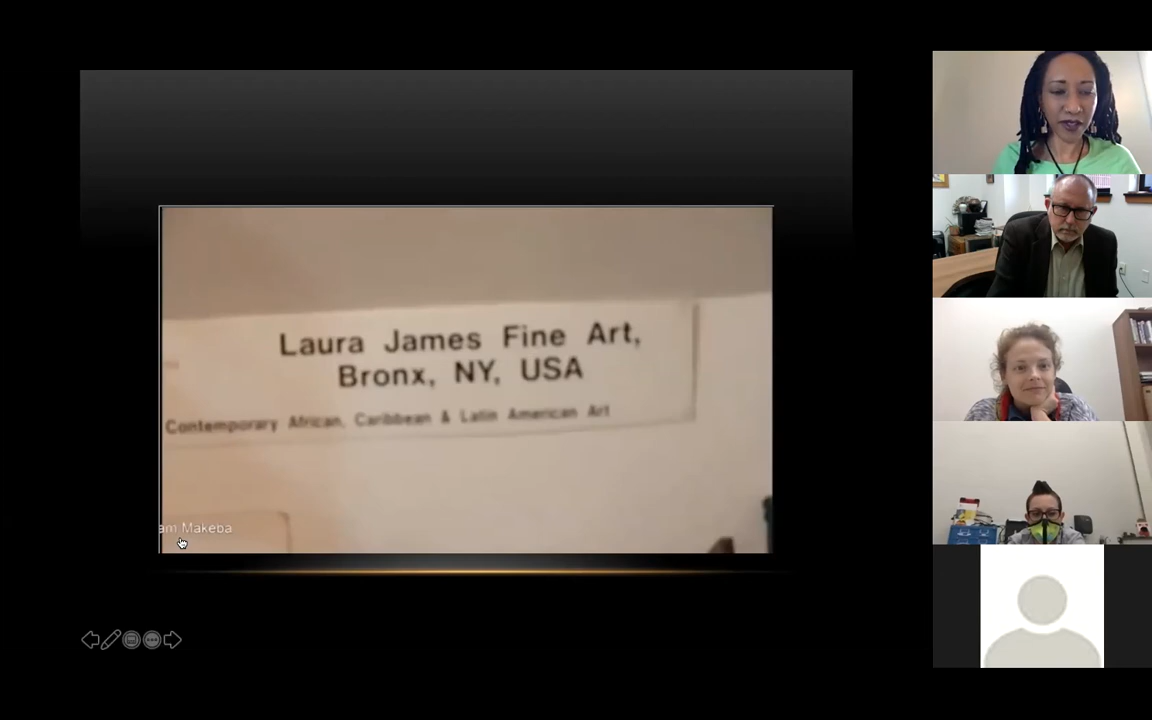 Laura James Fine Art,
Bronx, NY, USA
Contemporary African, Caribbean & Latin American Art
am Makeba